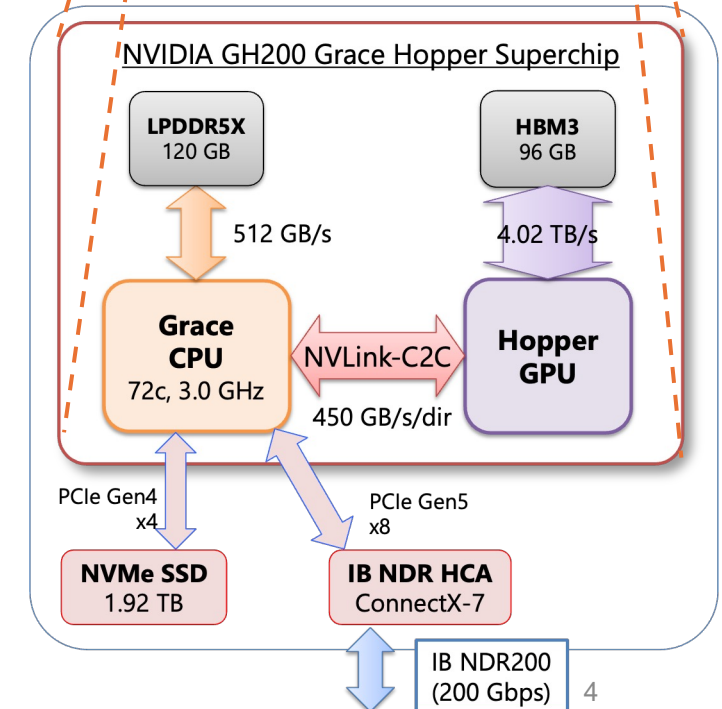 NVIDIA GH200 Grace Hopper Superchip
LPDDR5X
120 GB
HBM3
96 GB
512 GB/s
4.02 TB/s
Grace
CPU
72c, 3.0 GHz
NVLink-C2C
Hopper
GPU
450 GB/s/dir
PCIe Gen4
x4
PCIe Gen5
x8
NVMe SSD
1.92 TB
IB NDR HCA
ConnectX-7
IB NDR200
(200 Gbps)
4